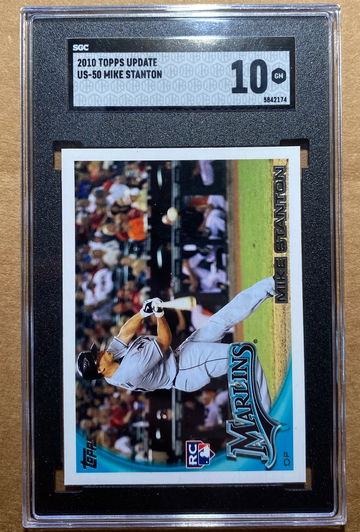 SGC
2010 TOPPS UPDATE
US-50 MIKE STANTON
10 GM
5842174
MIKE STANTON
MARLINS
OF
RC
Topps